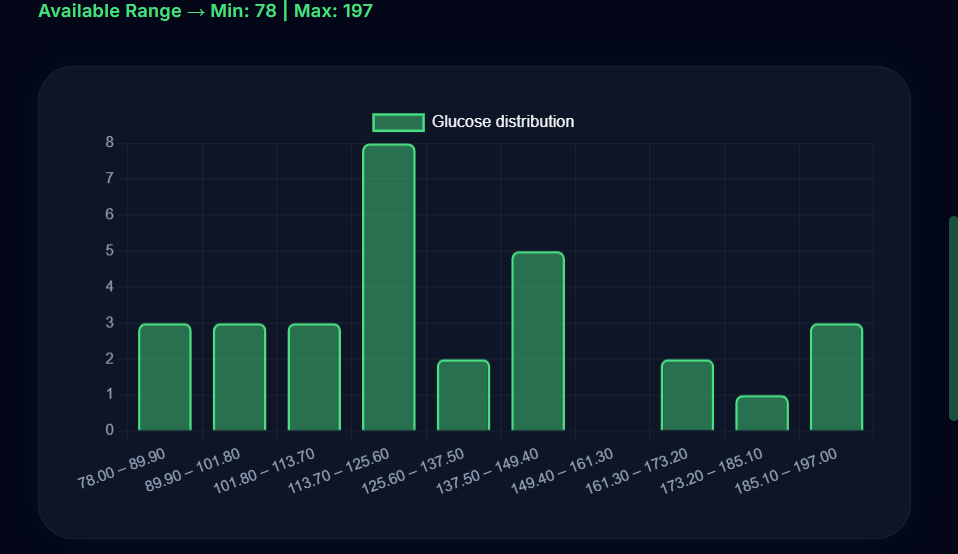 Available Range → Min: 78 | Max: 197
Glucose distribution
8
7
6
5
4
3
2
1
0
78.00 – 89.90
89.90 – 101.80
101.80 – 113.70
113.70 – 125.60
125.60 – 137.50
137.50 – 149.40
149.40 – 161.30
161.30 – 173.20
173.20 – 185.10
185.10 – 197.00